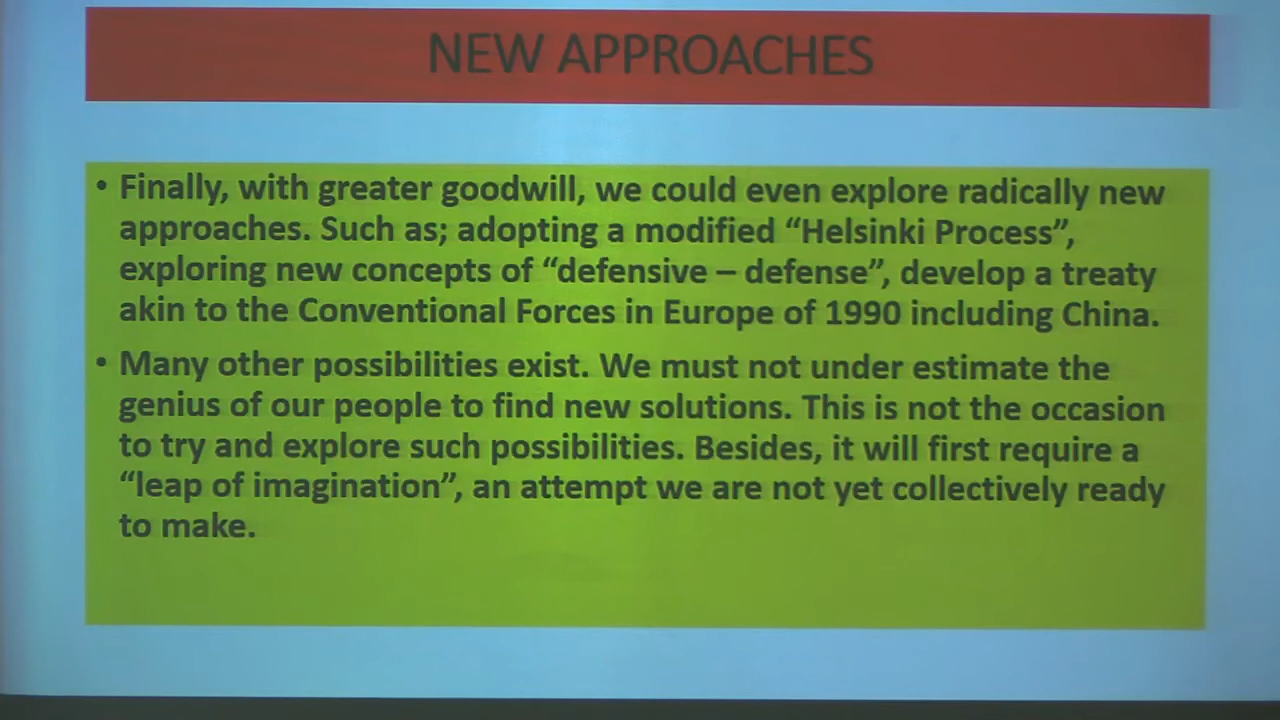 NEW APPROACHES
• Finally, with greater goodwill, we could even explore radically new
approaches. Such as; adopting a modified “Helsinki Process”,
exploring new concepts of “defensive – defense”, develop a treaty
akin to the Conventional Forces in Europe of 1990 including China.
• Many other possibilities exist. We must not under estimate the
genius of our people to find new solutions. This is not the occasion
to try and explore such possibilities. Besides, it will first require a
“leap of imagination”, an attempt we are not yet collectively ready
to make.